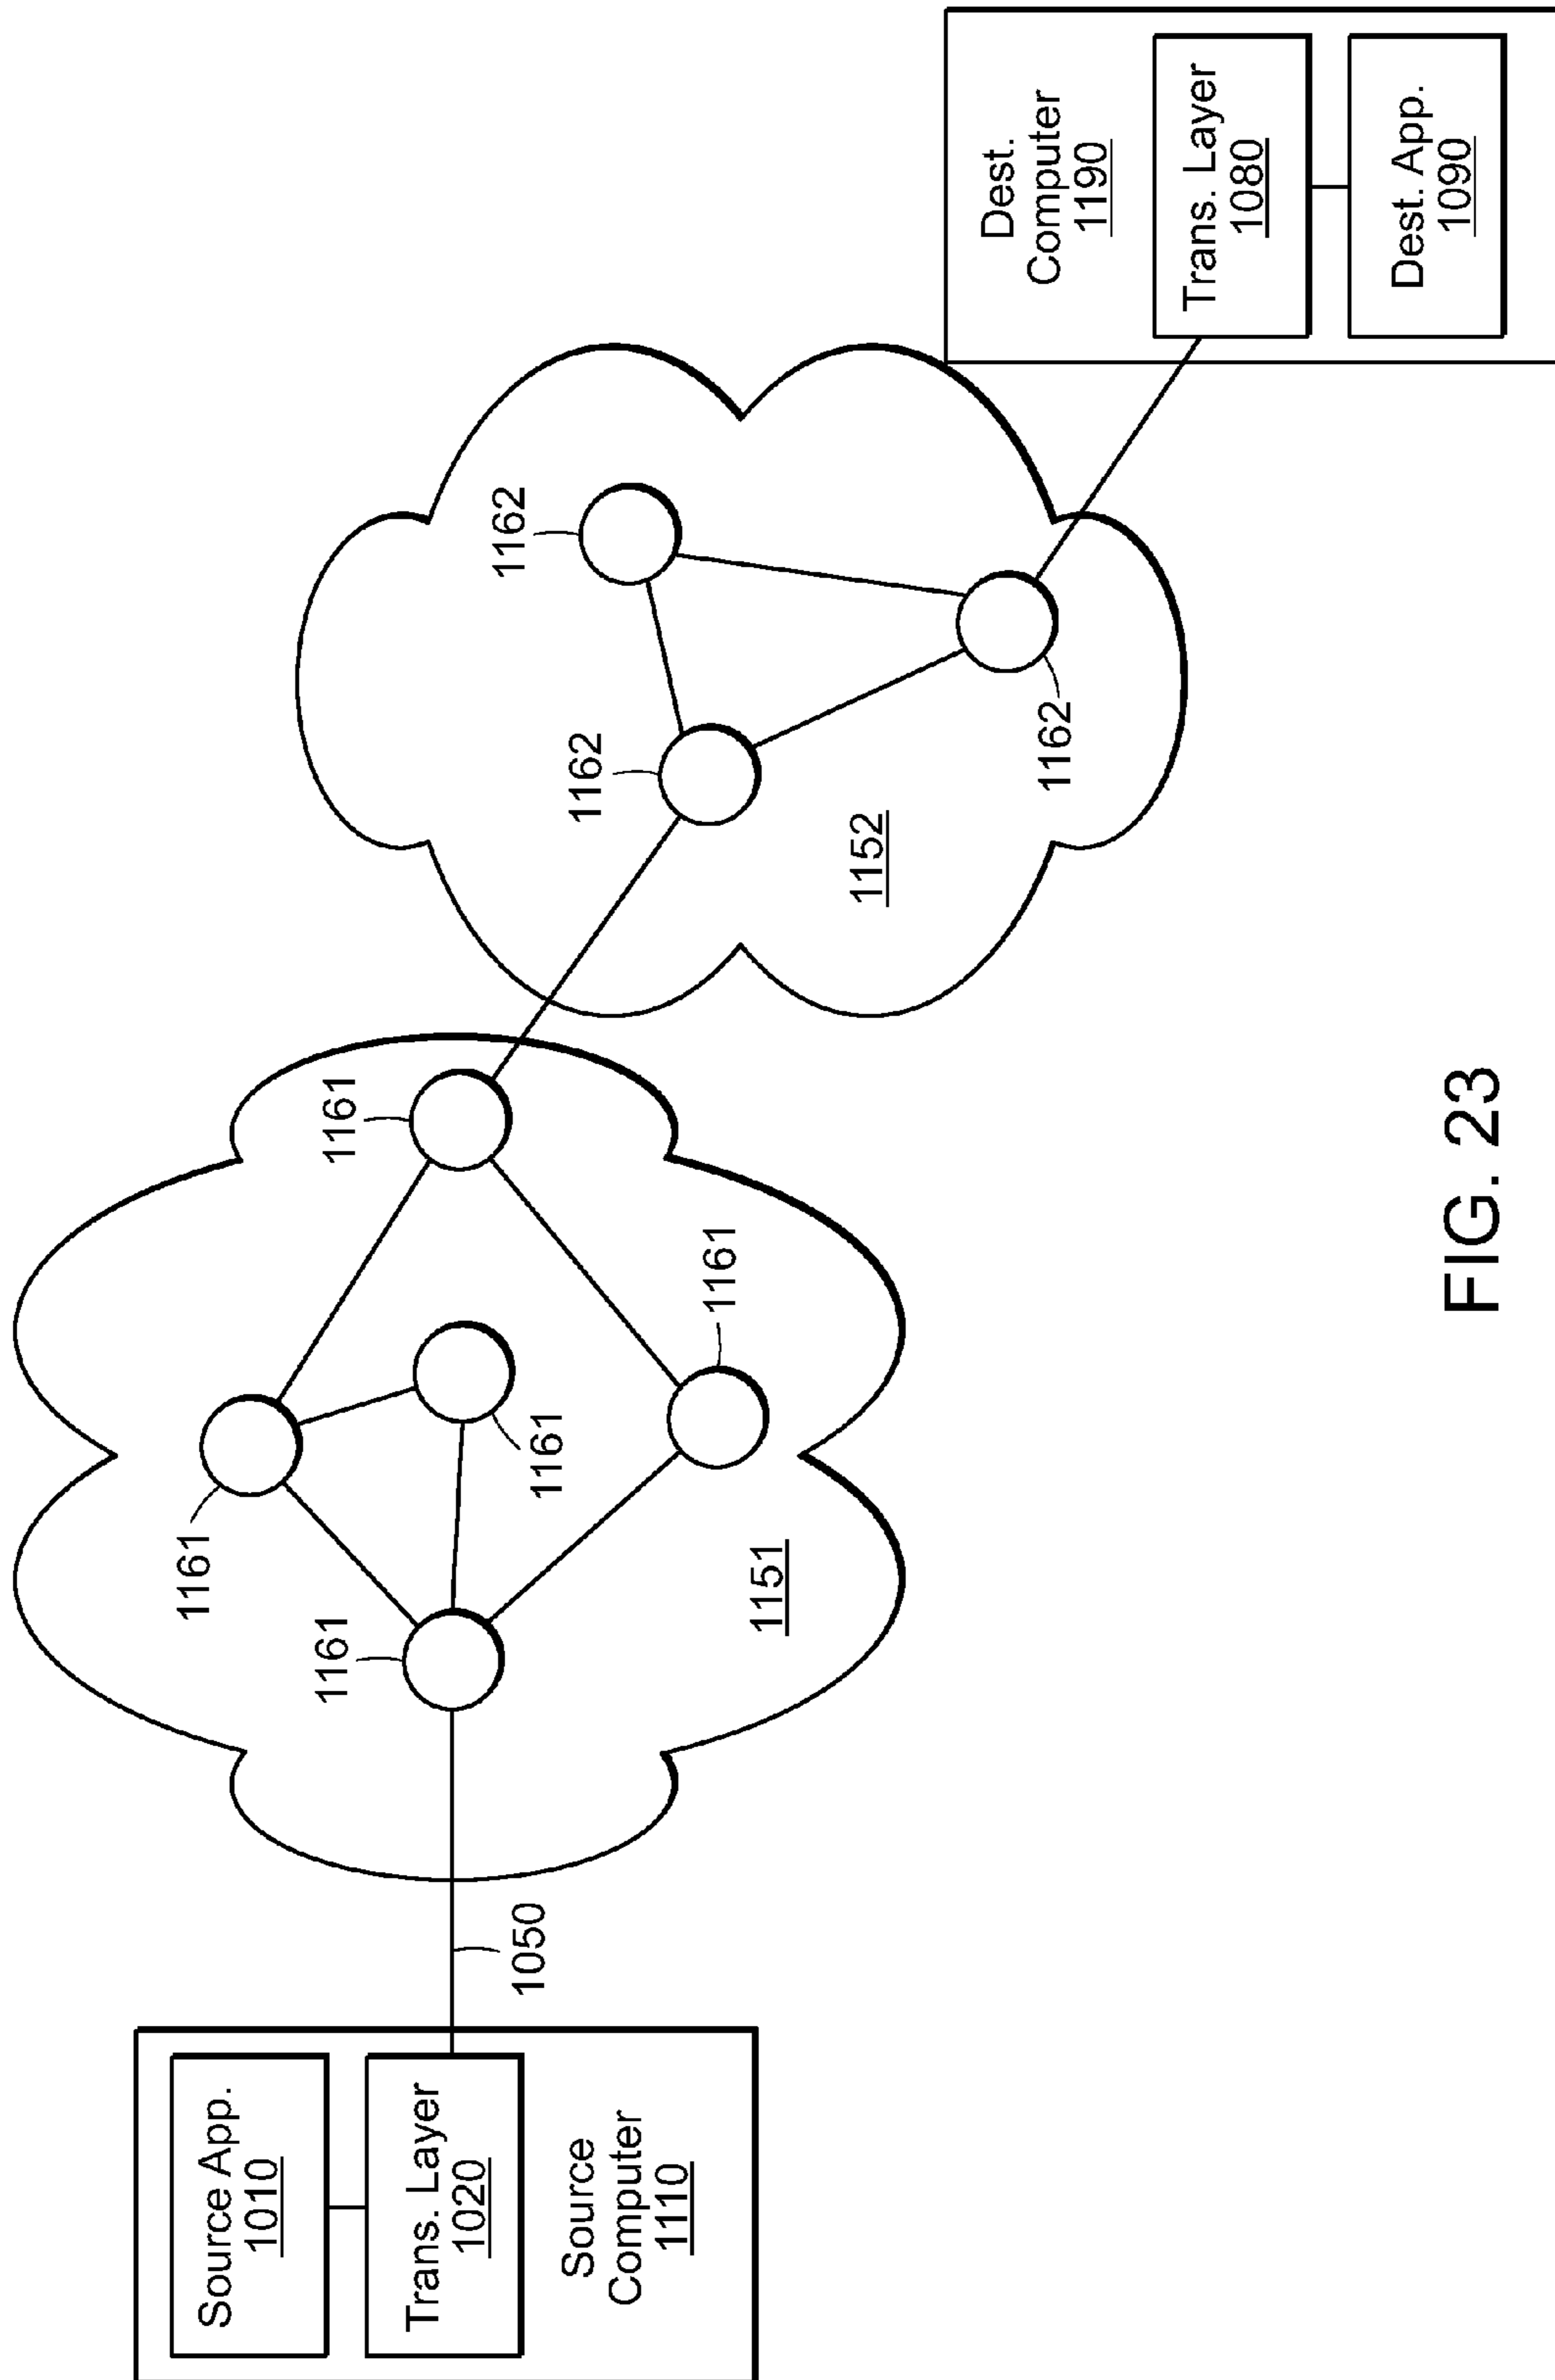 Source App.
1010
Trans. Layer
1020
Source
Computer
1110
1050
1161
1161
1161
1161
1161
1151
1162
1162
1162
1152
Dest.
Computer
1190
Trans. Layer
1080
Dest. App.
1090
FIG. 23